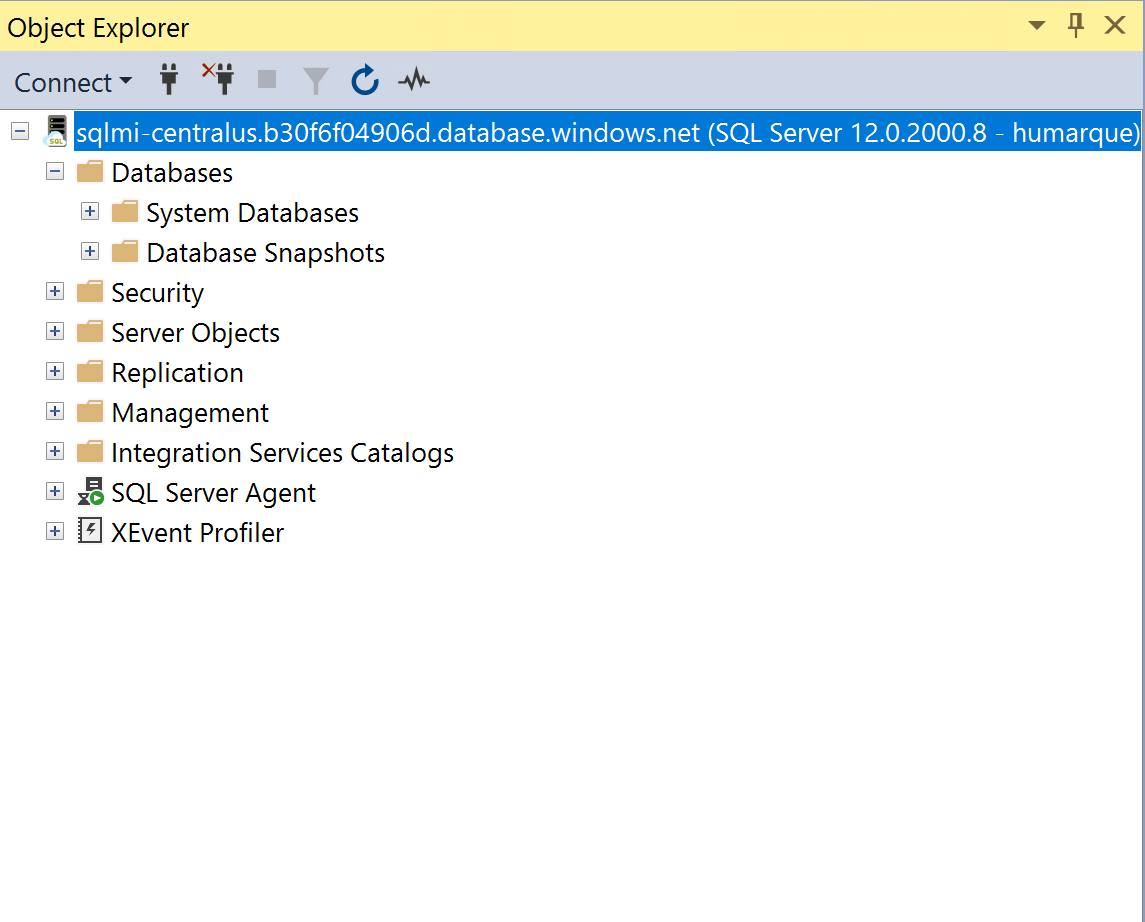 Object Explorer
Connect
SQL
sqlmi-centralus.b30f6f04906d.database.windows.net (SQL Server 12.0.2000.8 - humarque)
Databases
System Databases
Database Snapshots
Security
Server Objects
Replication
Management
Integration Services Catalogs
SQL Server Agent
XEvent Profiler